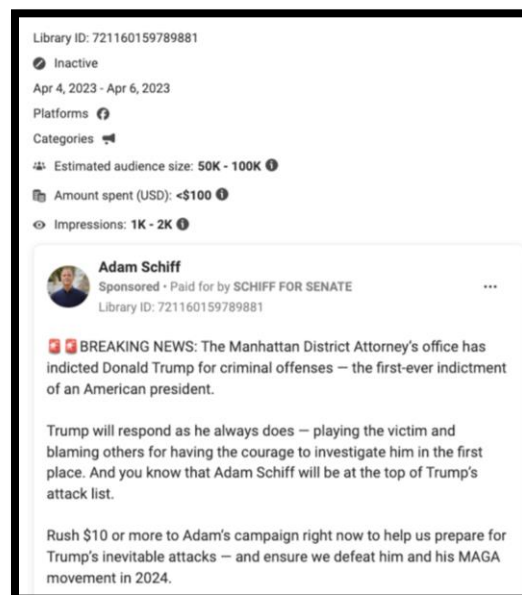 Library ID: 721160159789881
Inactive
Apr 4, 2023 - Apr 6, 2023
Platforms
Categories
Estimated audience size: 50K - 100K
Amount spent (USD): <$100
Impressions: 1K - 2K
Adam Schiff
Sponsored • Paid for by SCHIFF FOR SENATE
Library ID: 721160159789881
🚨🚨BREAKING NEWS: The Manhattan District Attorney's office has
indicted Donald Trump for criminal offenses — the first-ever indictment
of an American president.
Trump will respond as he always does — playing the victim and
blaming others for having the courage to investigate him in the first
place. And you know that Adam Schiff will be at the top of Trump's
attack list.
Rush $10 or more to Adam's campaign right now to help us prepare for
Trump's inevitable attacks — and ensure we defeat him and his MAGA
movement in 2024.